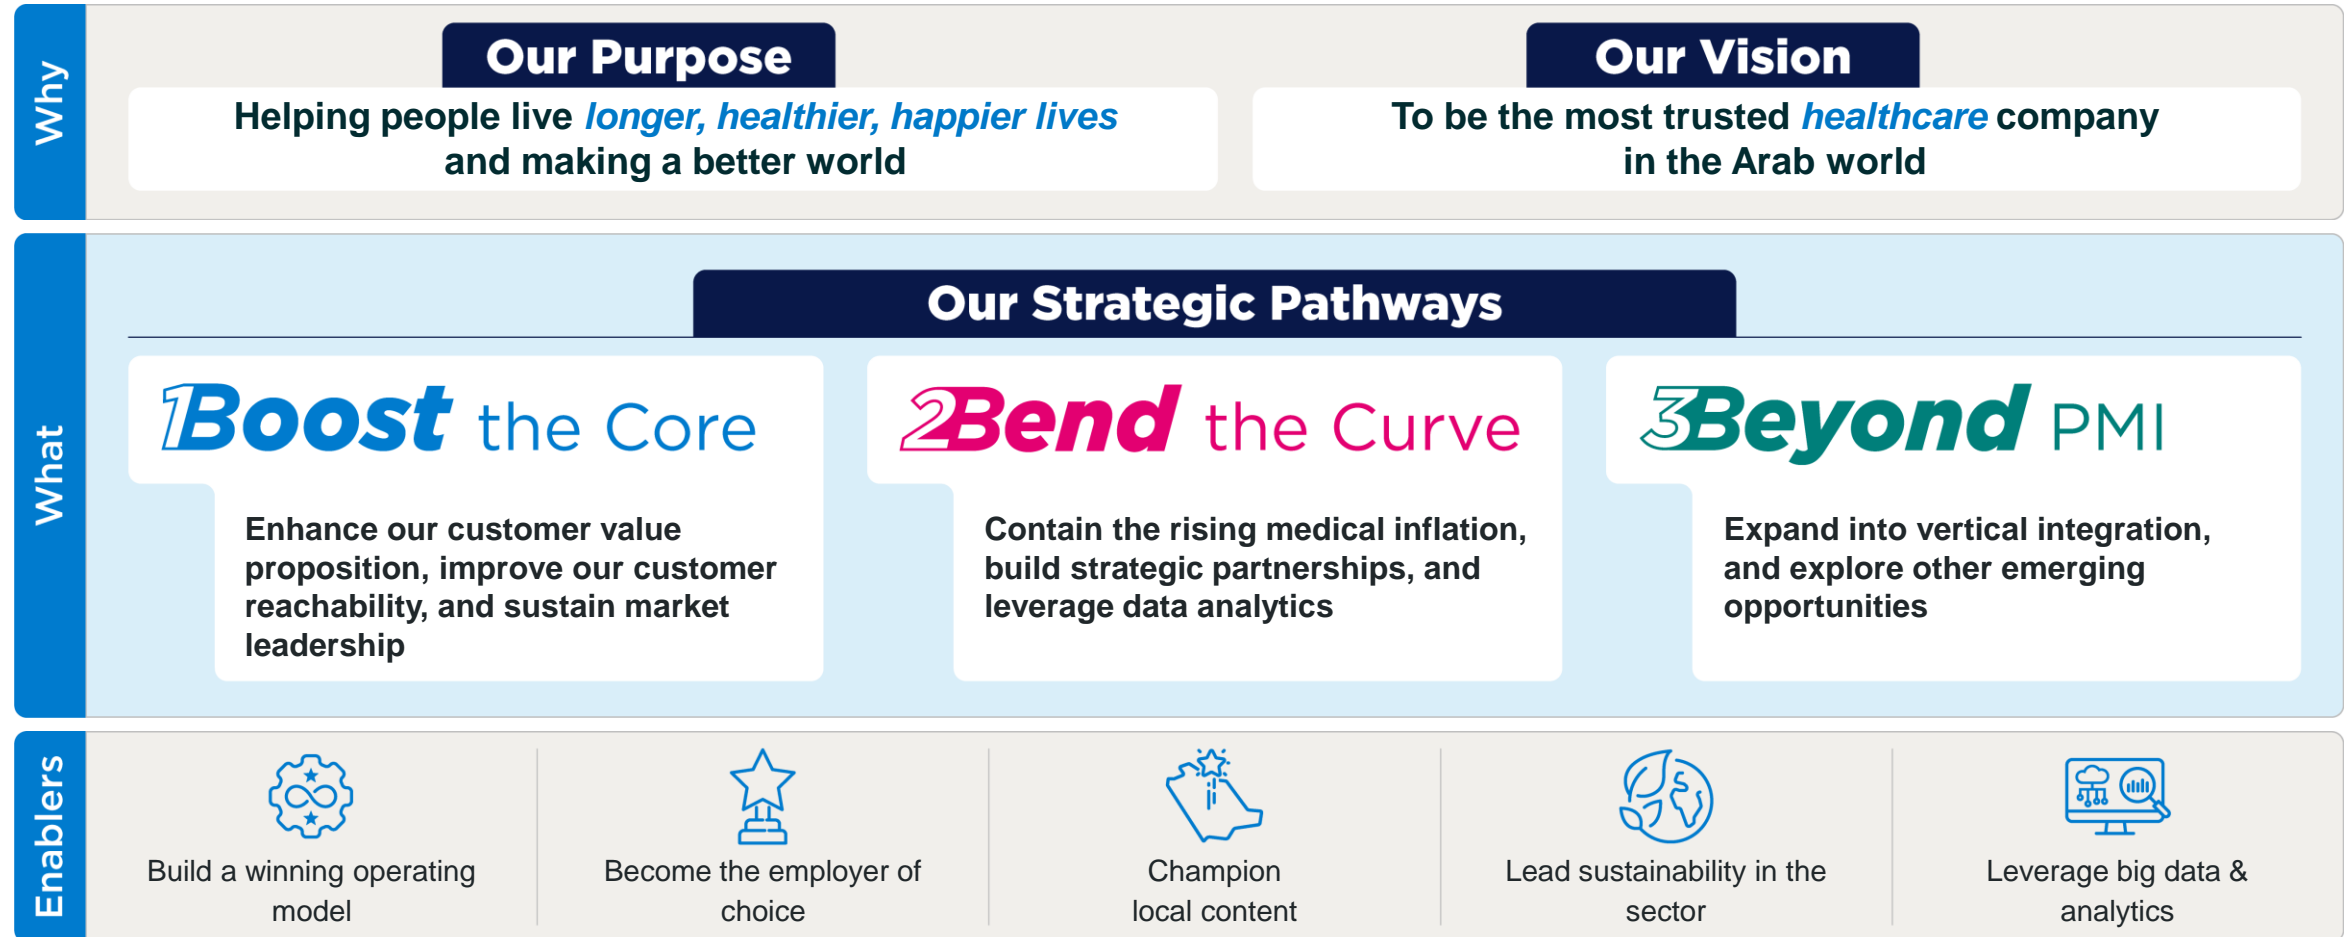 Why
Our Purpose
Helping people live longer, healthier, happier lives
and making a better world
Our Vision
To be the most trusted healthcare company
in the Arab world
What
Our Strategic Pathways
1Boost the Core
Enhance our customer value
proposition, improve our customer
reachability, and sustain market
leadership
2Bend the Curve
Contain the rising medical inflation,
build strategic partnerships, and
leverage data analytics
3Beyond PMI
Expand into vertical integration,
and explore other emerging
opportunities
Enablers
Build a winning operating
model
Become the employer of
choice
Champion
local content
Lead sustainability in the
sector
Leverage big data &
analytics